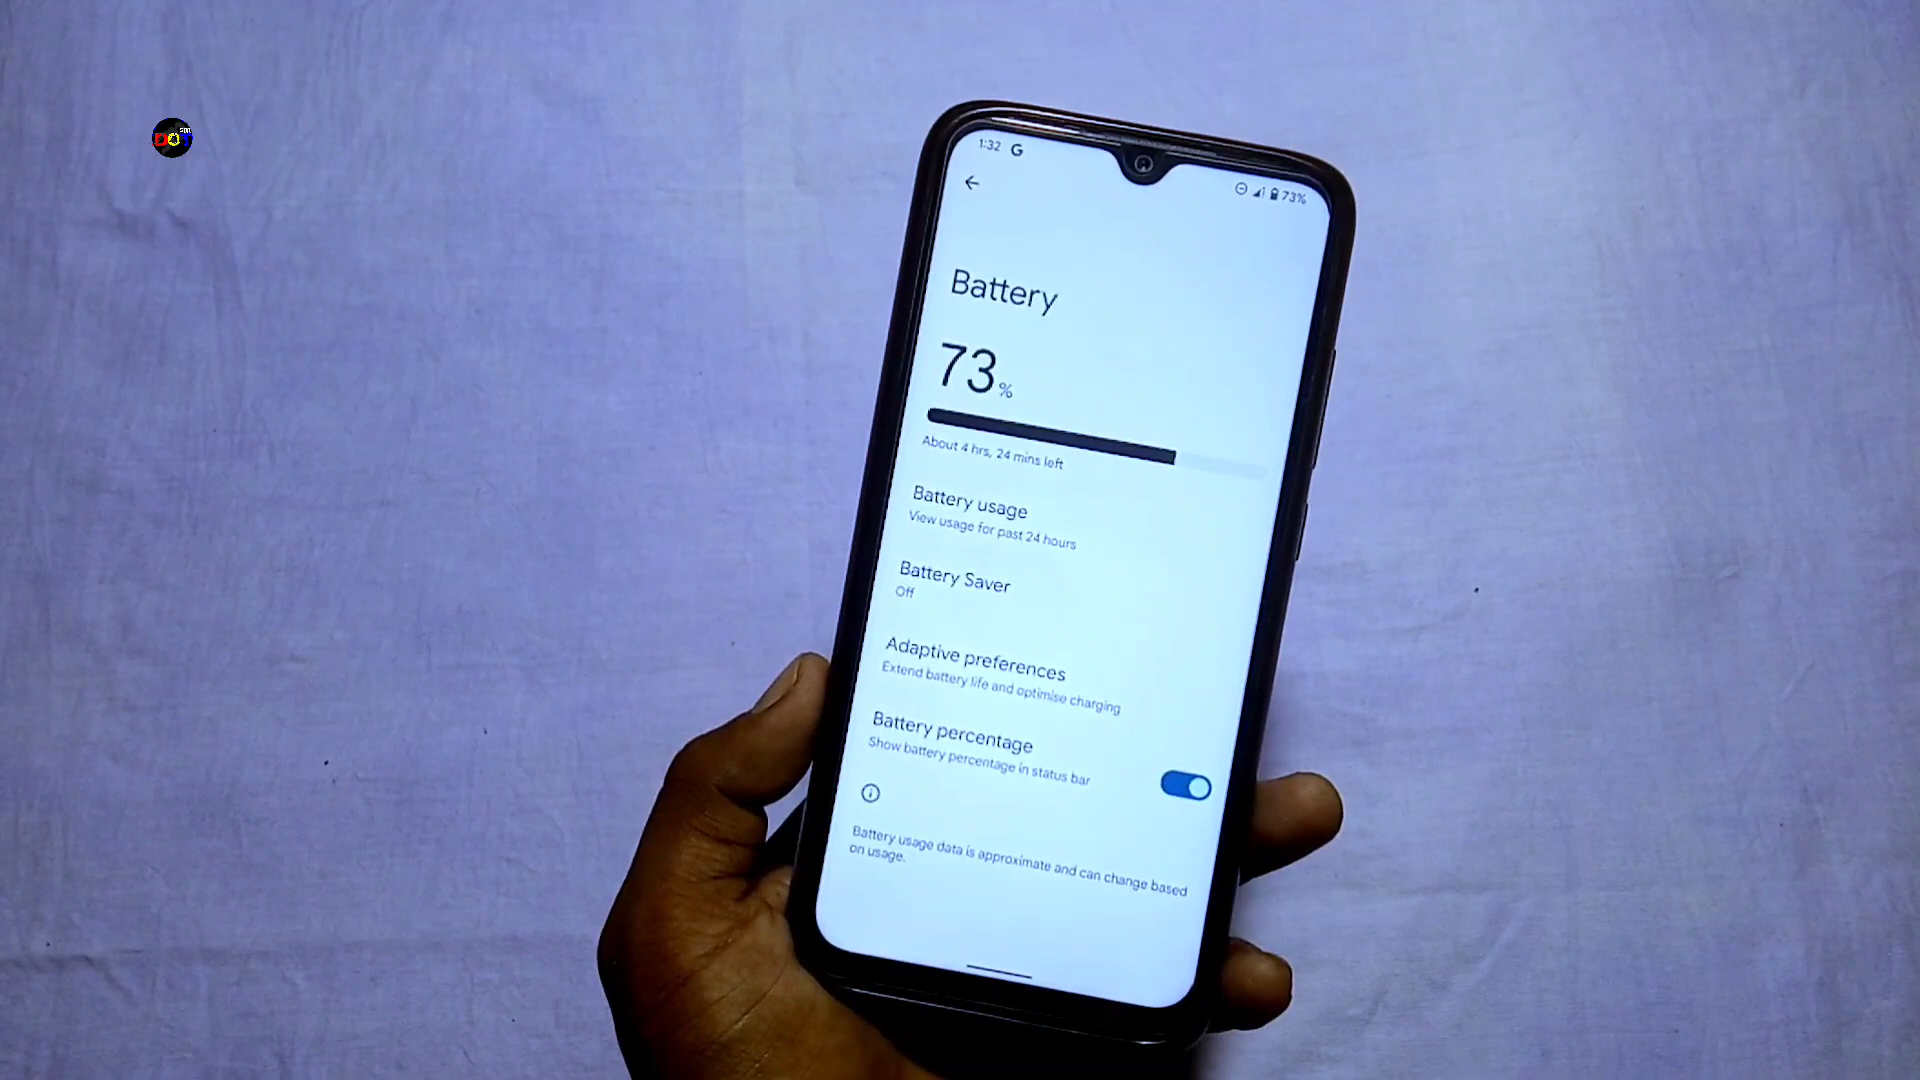 1:32 G
73%
Battery
73%
About 4 hrs, 24 mins left
Battery usage
View usage for past 24 hours
Battery Saver
Off
Adaptive preferences
Extend battery life and optimise charging
Battery percentage
Show battery percentage in status bar
Battery usage data is approximate and can change based
on usage.